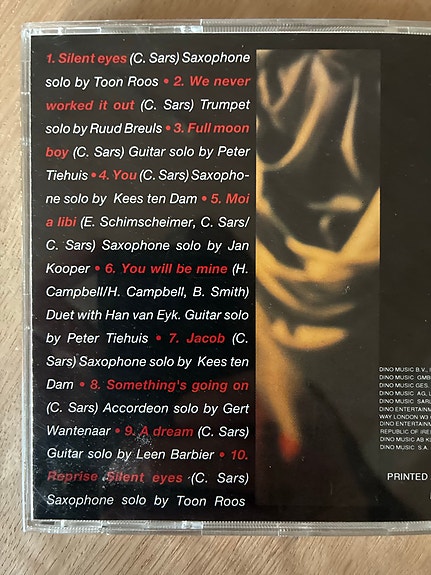 1. Silent eyes (C. Sars) Saxophone
solo by Toon Roos • 2. We never
worked it out (C. Sars) Trumpet
solo by Ruud Breuls • 3. Full moon
boy (C. Sars) Guitar solo by Peter
Tiehuis • 4. You (C. Sars) Saxopho-
ne solo by Kees ten Dam • 5. Moi
a libi (E. Schimscheimer, C. Sars/
C. Sars) Saxophone solo by Jan
Kooper • 6. You will be mine (H.
Campbell/H. Campbell, B. Smith)
Duet with Han van Eyk. Guitar solo
by Peter Tiehuis • 7. Jacob (C.
Sars) Saxophone solo by Kees ten
Dam • 8. Something's going on
(C. Sars) Accordeon solo by Gert
Wantenaar • 9. A dream (C. Sars)
Guitar solo by Leen Barbier • 10.
Reprise Silent eyes (C. Sars)
Saxophone solo by Toon Roos
DINO MUSIC B.V.,
DINO MUSIC GMB
DINO MUSIC GES.
DINO MUSIC AG, L
DINO MUSIC SARL
DINO ENTERTAINM
WAY LONDON W3
DINO ENTERTAINM
REPUBLIC OF IRE
DINO MUSIC AB K
DINO MUSIC S.A.
PRINTED